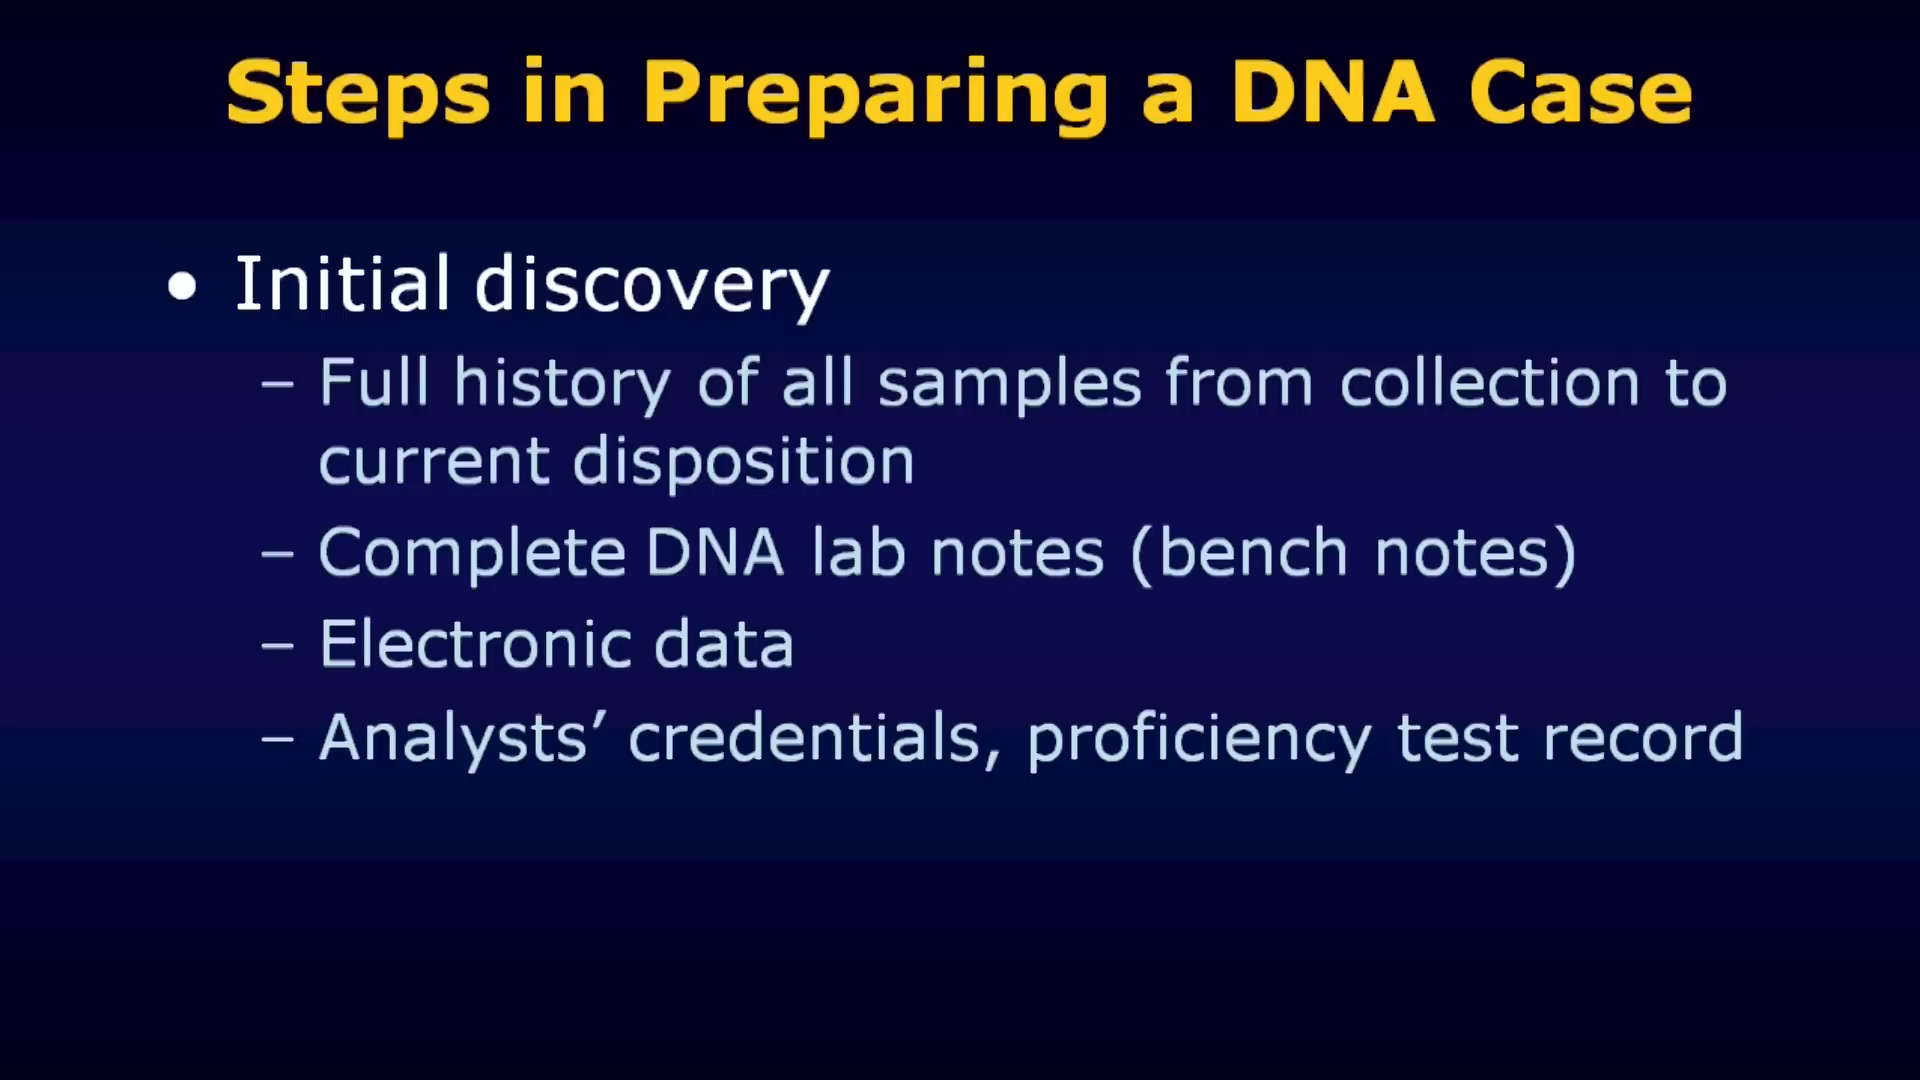 Steps in Preparing a DNA Case
• Initial discovery
– Full history of all samples from collection to
current disposition
– Complete DNA lab notes (bench notes)
– Electronic data
– Analysts’ credentials, proficiency test record